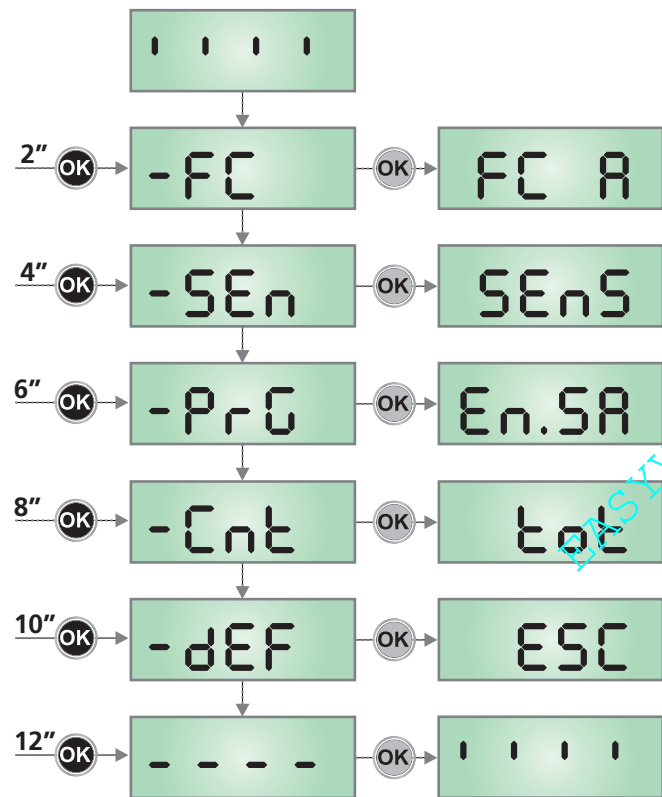 ı ı ı ı
2” OK -FC OK FC A
4” OK -SEn OK SEnS
6” OK -PrG OK En.SA
8” OK -Cnt OK tot
EASY
10” OK -dEF OK ESC
12” OK - - - - OK ı ı ı ı